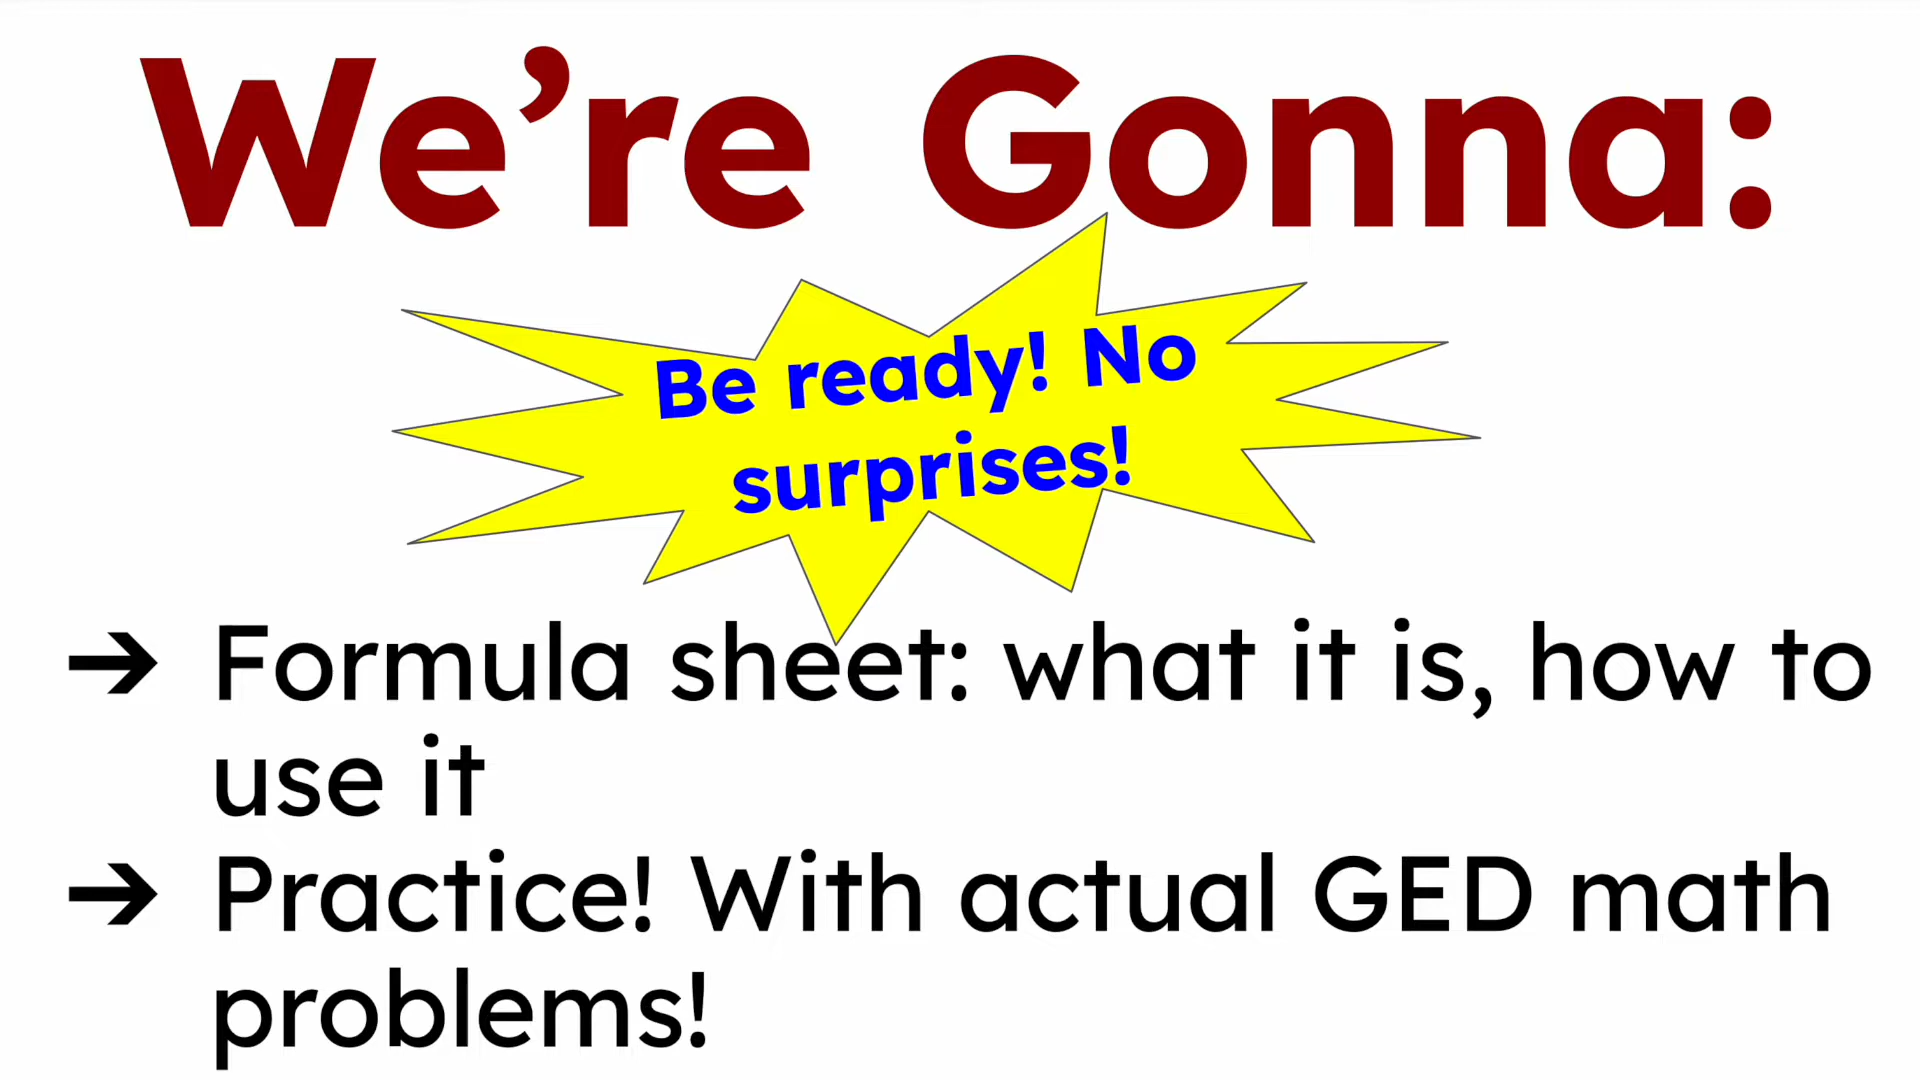 We’re Gonna:
Be ready! No
surprises!
➔ Formula sheet: what it is, how to
use it
➔ Practice! With actual GED math
problems!